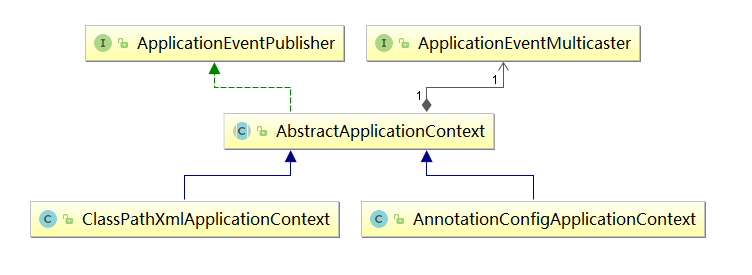 I ApplicationEventPublisher
I ApplicationEventMulticaster
1
1
C AbstractApplicationContext
C ClassPathXmlApplicationContext
C AnnotationConfigApplicationContext